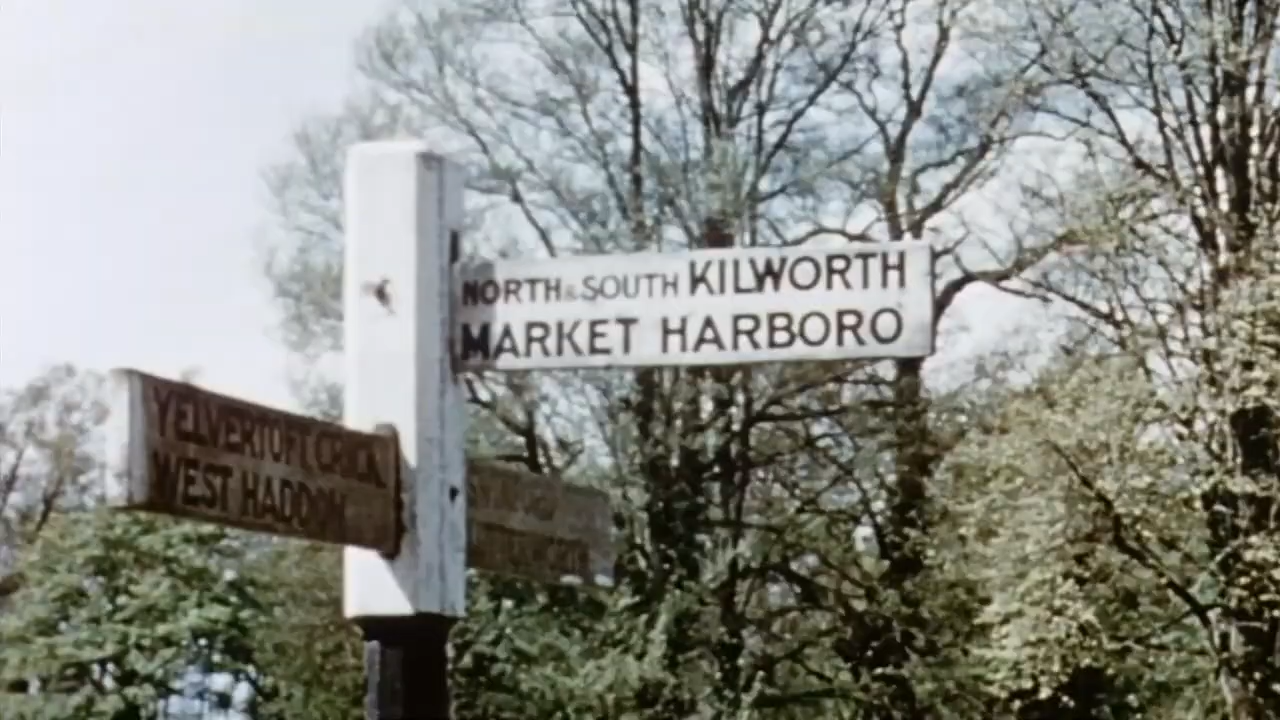 NORTH & SOUTH KILWORTH
MARKET HARBORO
YELVERTOFT, CRICK,
WEST HADDON